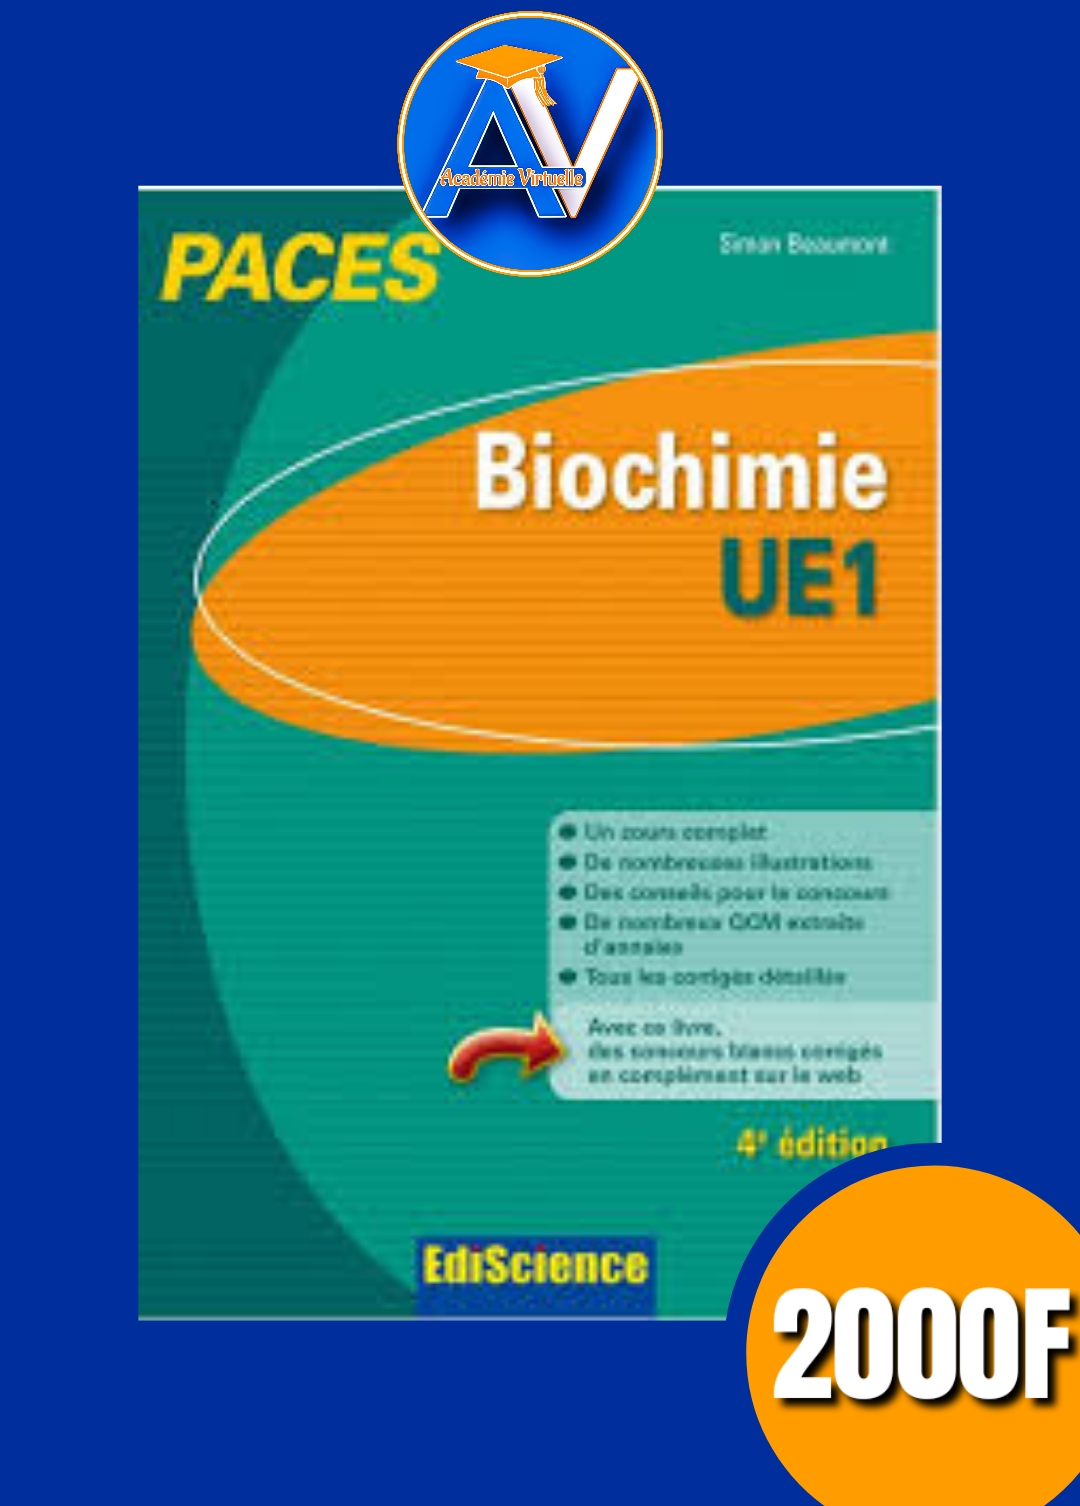 Académie Virtuelle
PACES
Simon Beaumont
Biochimie
UE1
Un cours complet
De nombreuses illustrations
Des conseils pour le concours
De nombreux QCM extraits
d'annales
Tous les corrigés détaillés
Avec ce livre,
des concours blancs corrigés
en complément sur le web
4e édition
EdiScience
2000F